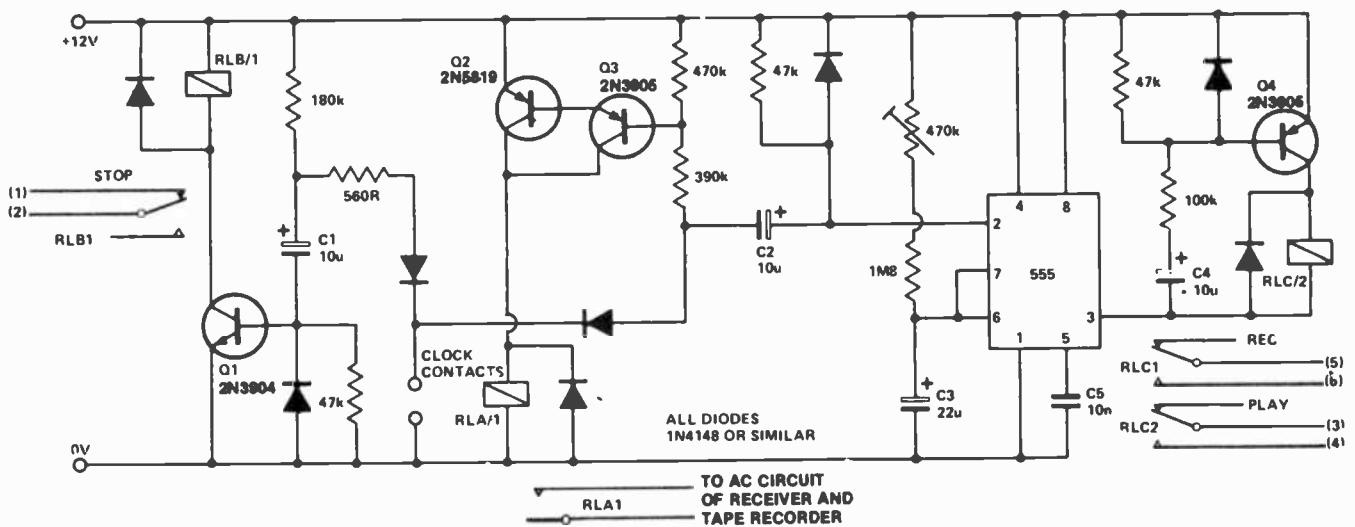 +12V
RLB/1
180k
560R
STOP
(1)
(2)
RLB1
C1
10u
+
Q1
2N3904
47k
0V
CLOCK
CONTACTS
Q2
2N5819
Q3
2N3905
470k
390k
RLA/1
47k
+
C2
10u
ALL DIODES
1N4148 OR SIMILAR
470k
1M8
+
C3
22u
4
8
2
7
555
6
3
1
5
C5
10n
47k
Q4
2N3905
100k
+
C4
10u
RLC/2
REC
RLC1
(5)
(6)
PLAY
RLC2
(3)
(4)
RLA1
TO AC CIRCUIT
OF RECEIVER AND
TAPE RECORDER